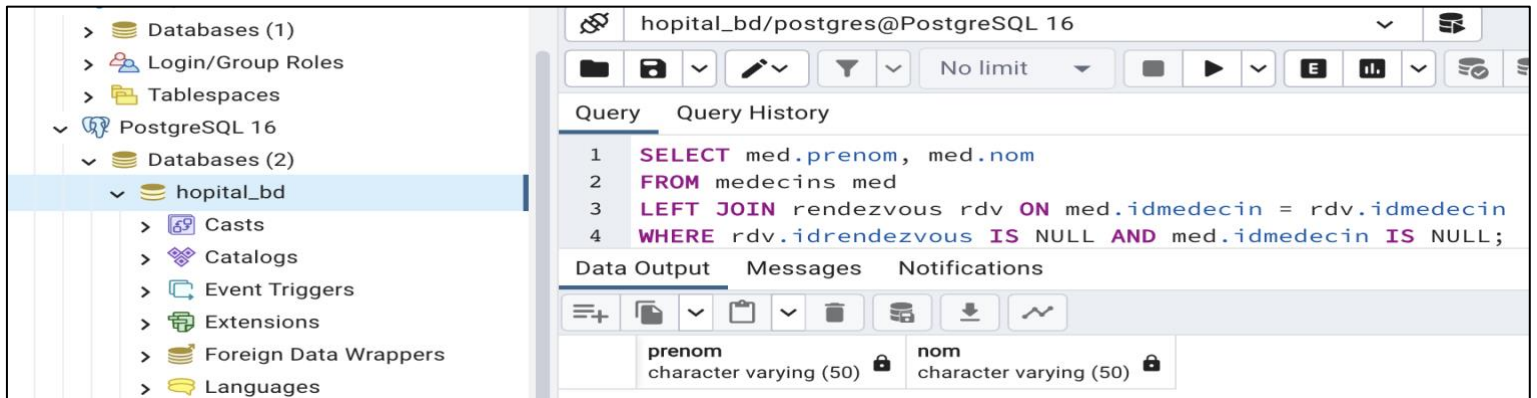 Databases (1)
Login/Group Roles
Tablespaces
PostgreSQL 16
Databases (2)
hopital_bd
Casts
Catalogs
Event Triggers
Extensions
Foreign Data Wrappers
Languages
hopital_bd/postgres@PostgreSQL 16
No limit
E
Query Query History
1 SELECT med.prenom, med.nom
2 FROM medecins med
3 LEFT JOIN rendezvous rdv ON med.idmedecin = rdv.idmedecin
4 WHERE rdv.idrendezvous IS NULL AND med.idmedecin IS NULL;
Data Output Messages Notifications
prenom nom
character varying (50) character varying (50)